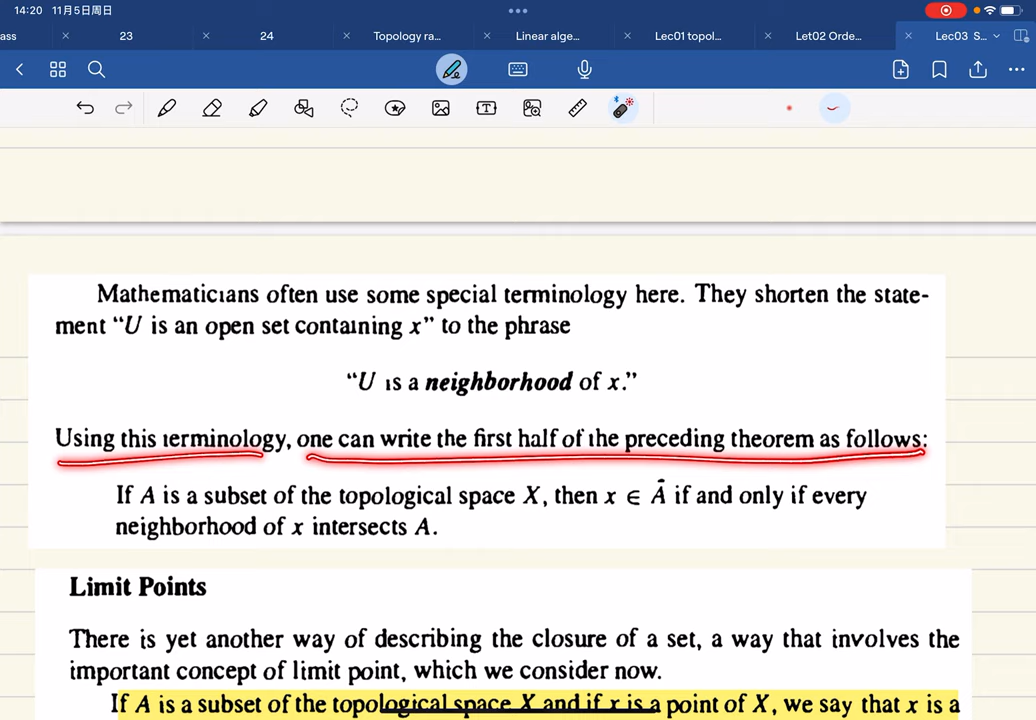 14:20 11月5日周日
ass
23
24
Topology ra...
Linear alge...
Lec01 topol...
Let02 Orde...
Lec03 S...
Mathematicians often use some special terminology here. They shorten the state-
ment “U is an open set containing x” to the phrase
“U is a neighborhood of x.”
Using this terminology, one can write the first half of the preceding theorem as follows:
If A is a subset of the topological space X, then x ∈ Ā if and only if every
neighborhood of x intersects A.
Limit Points
There is yet another way of describing the closure of a set, a way that involves the
important concept of limit point, which we consider now.
If A is a subset of the topological space X and if x is a point of X, we say that x is a